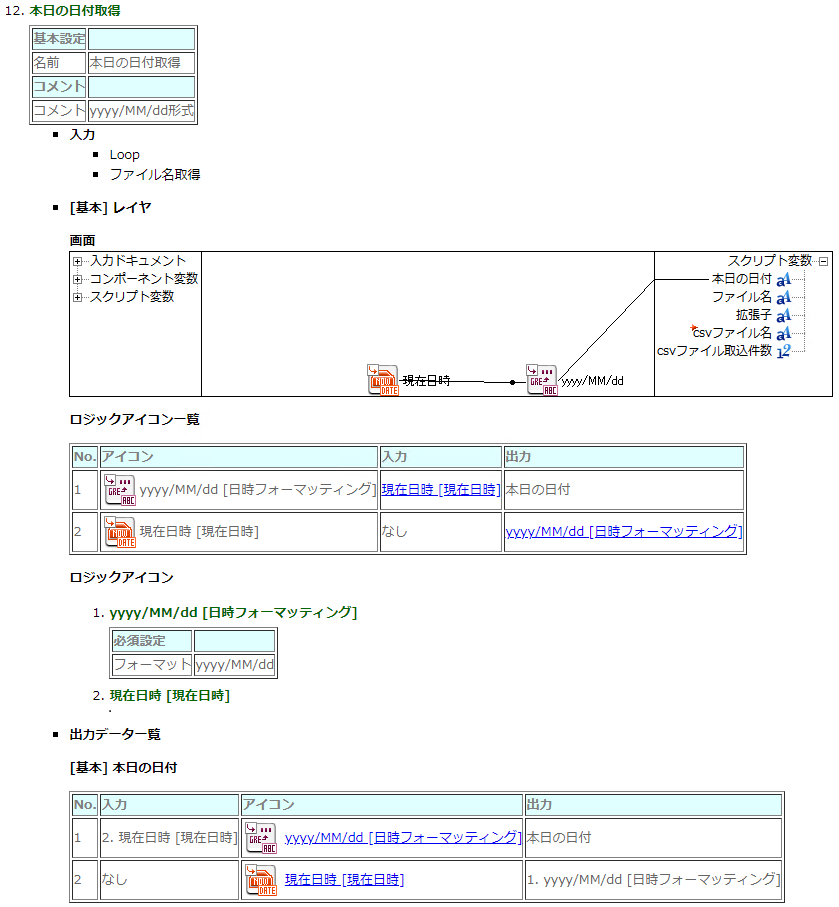 12. 本日の日付取得
基本設定
名前 本日の日付取得
コメント
コメント yyyy/MM/dd形式
入力
Loop
ファイル名取得
[基本] レイヤ
画面
入力ドキュメント
コンポーネント変数
スクリプト変数
スクリプト変数
本日の日付
ファイル名
拡張子
csvファイル名
csvファイル取込件数
現在日時
yyyy/MM/dd
ロジックアイコン一覧
No. アイコン 入力 出力
1 yyyy/MM/dd [日時フォーマッティング] 現在日時 [現在日時] 本日の日付
2 現在日時 [現在日時] なし yyyy/MM/dd [日時フォーマッティング]
ロジックアイコン
1. yyyy/MM/dd [日時フォーマッティング]
必須設定
フォーマット yyyy/MM/dd
2. 現在日時 [現在日時]
出力データ一覧
[基本] 本日の日付
No. 入力 アイコン 出力
1 2. 現在日時 [現在日時] yyyy/MM/dd [日時フォーマッティング] 本日の日付
2 なし 現在日時 [現在日時] 1. yyyy/MM/dd [日時フォーマッティング]